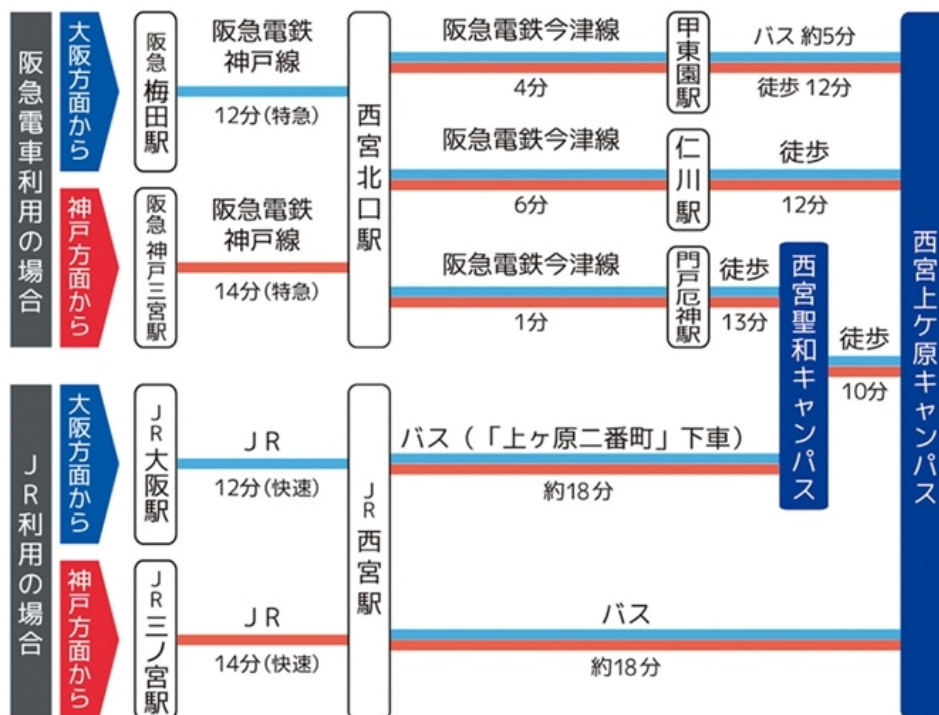 阪急電車利用の場合
大阪方面から
阪急 梅田駅
阪急電鉄
神戸線
12分(特急)
神戸方面から
阪急 神戸三宮駅
阪急電鉄
神戸線
14分(特急)
西宮北口駅
阪急電鉄今津線
4分
甲東園駅
バス 約5分
徒歩 12分
阪急電鉄今津線
6分
仁川駅
徒歩
12分
阪急電鉄今津線
1分
門戸厄神駅
徒歩
13分
西宮聖和キャンパス
徒歩
10分
西宮上ケ原キャンパス
JR利用の場合
大阪方面から
JR大阪駅
JR
12分(快速)
神戸方面から
JR三ノ宮駅
JR
14分(快速)
JR西宮駅
バス(「上ヶ原二番町」下車)
約18分
バス
約18分